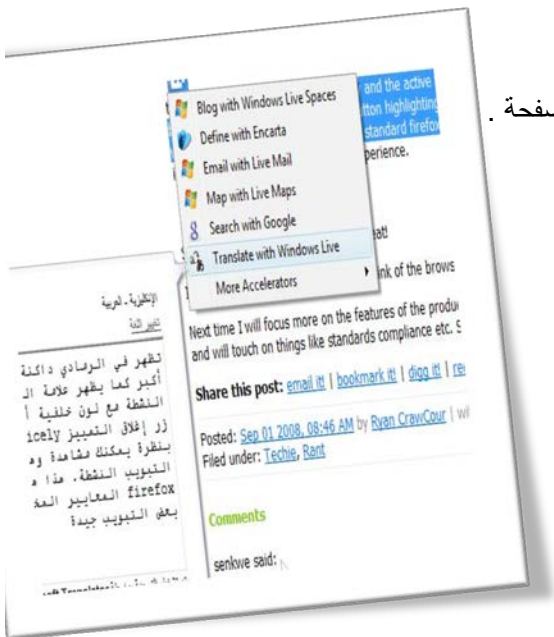 and the active
tton highlighting
standard firefox
perience.
صفحة .
Blog with Windows Live Spaces
Define with Encarta
Email with Live Mail
Map with Live Maps
Search with Google
Translate with Windows Live
More Accelerators
eat!
nk of the brows
Next time I will focus more on the features of the produ
and will touch on things like standards compliance etc. S
Share this post: email it! | bookmark it! | digg it! | re
Posted: Sep 01 2008, 08:46 AM by Ryan CrawCour | wi
Filed under: Techie, Rant
Comments
senkwe said:
الإنكليزية - العربية
تغيير اللغة
تظهر في الرمادي داكنة
أكبر كما يظهر علامة الـ
النشطة مع لون خلفية أ
زر إغلاق التمييز icely
بنظرة يمكنك مشاهدة وم
التبويب النشطة. هذا م
firefox المعايير المخ
بعض التبويب جيدة